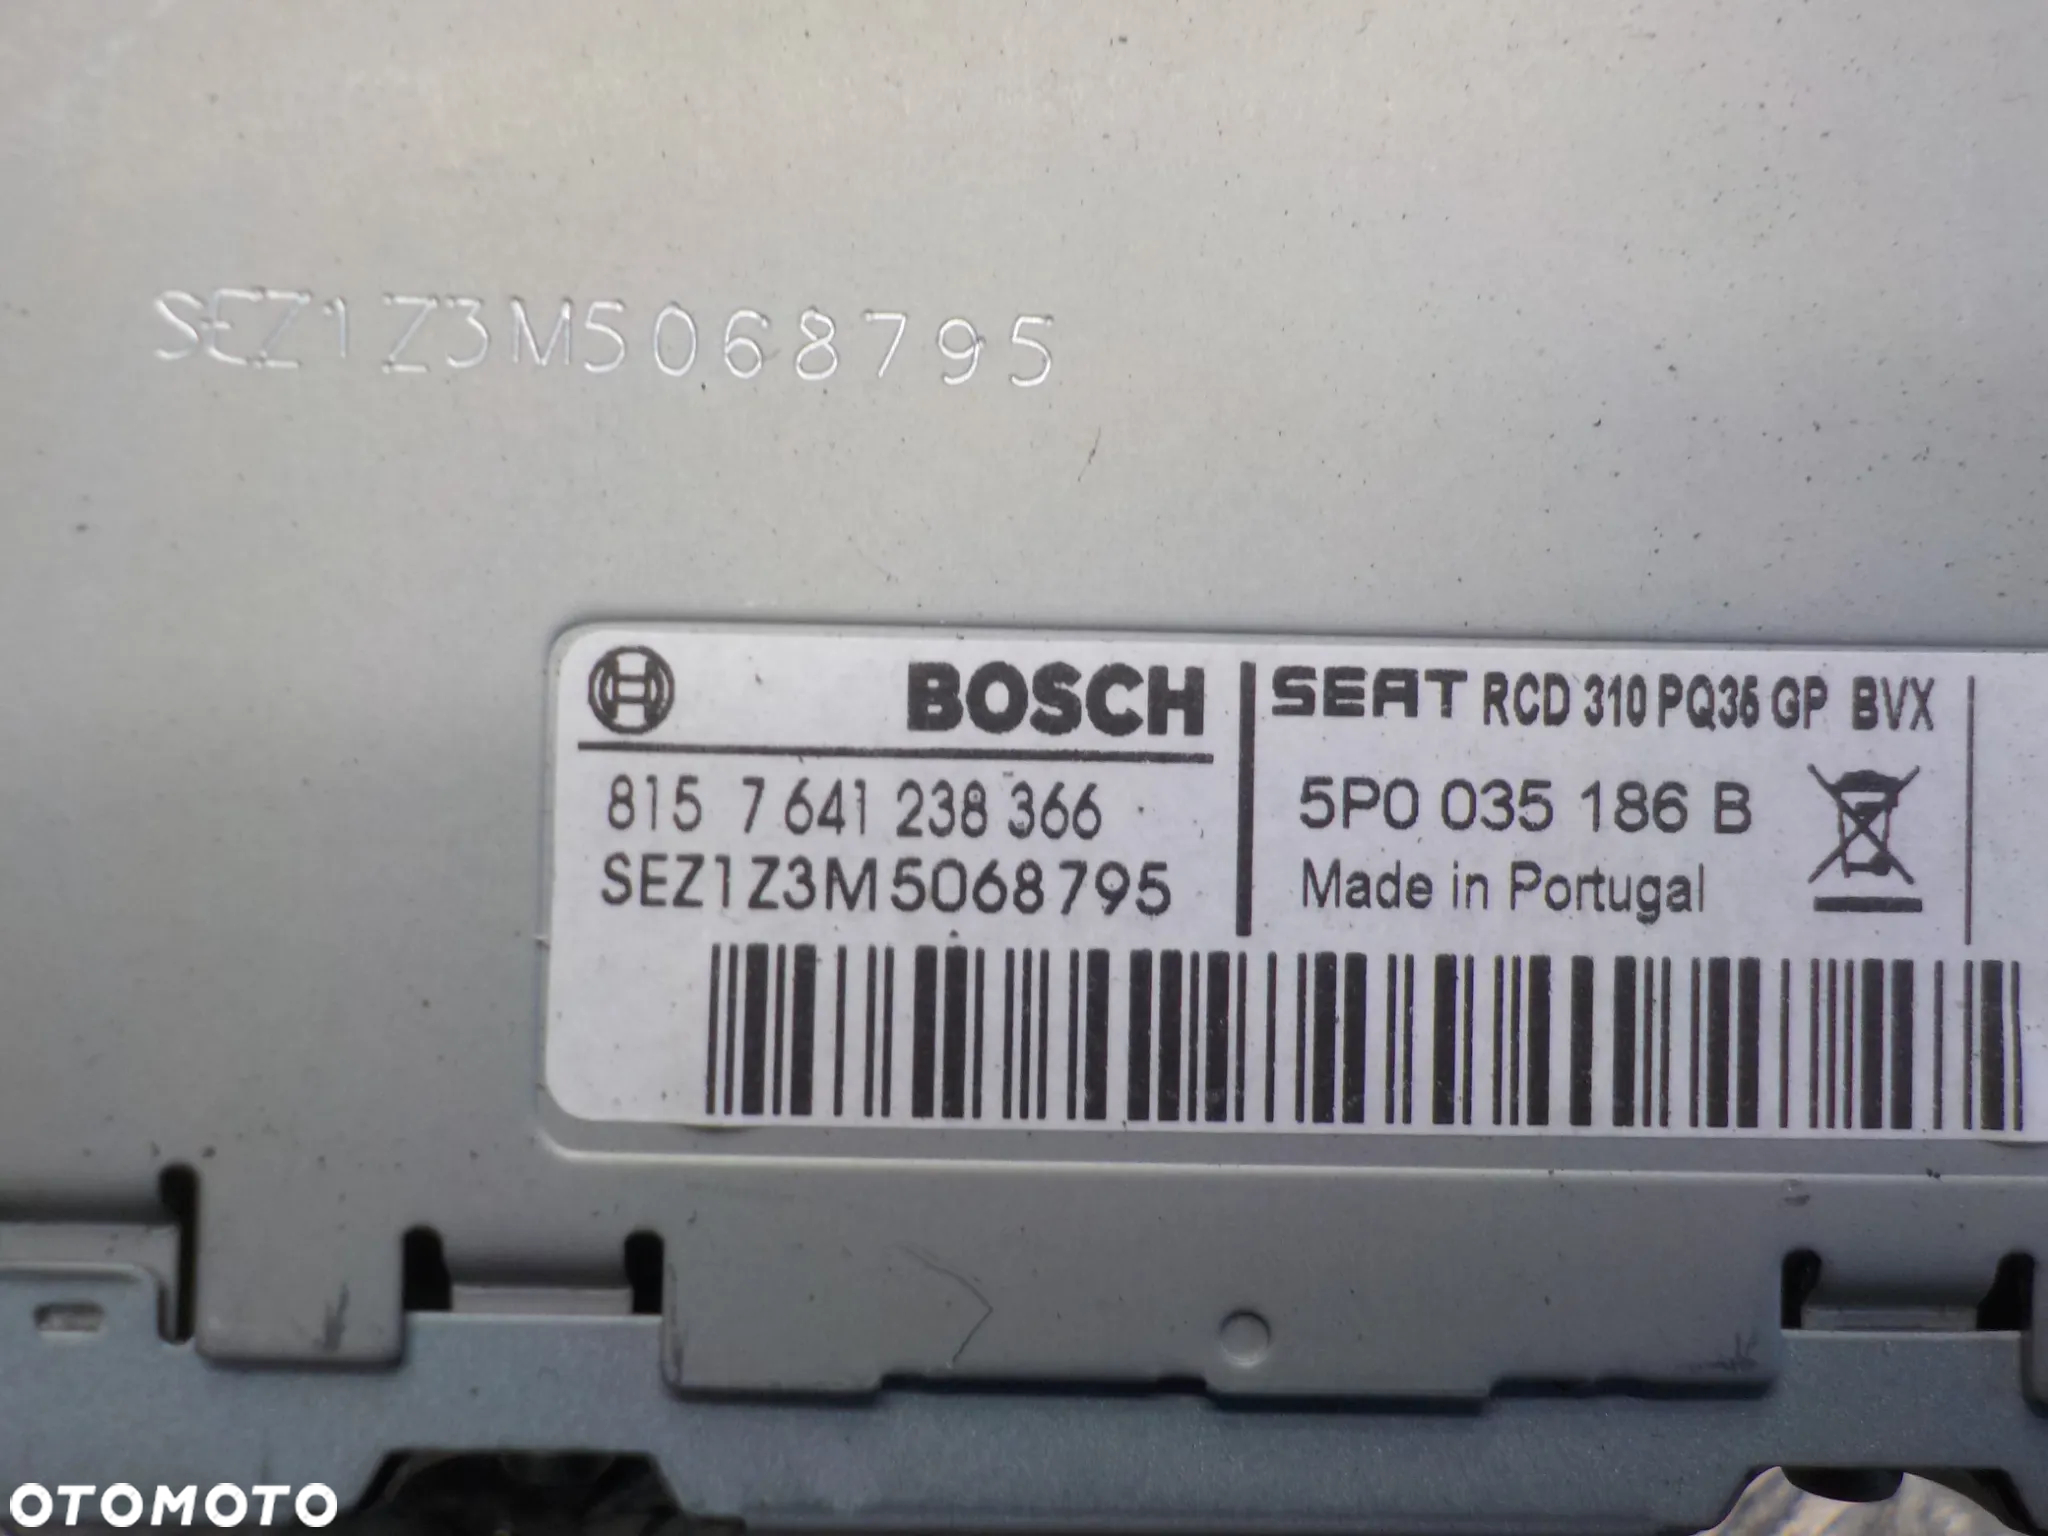 SEZ1Z3M5068795
BOSCH
SEAT RCD 310 PQ35 GP BVX
815 7 641 238 366
5P0 035 186 B
SEZ1Z3M5068795
Made in Portugal
OTOMOTO